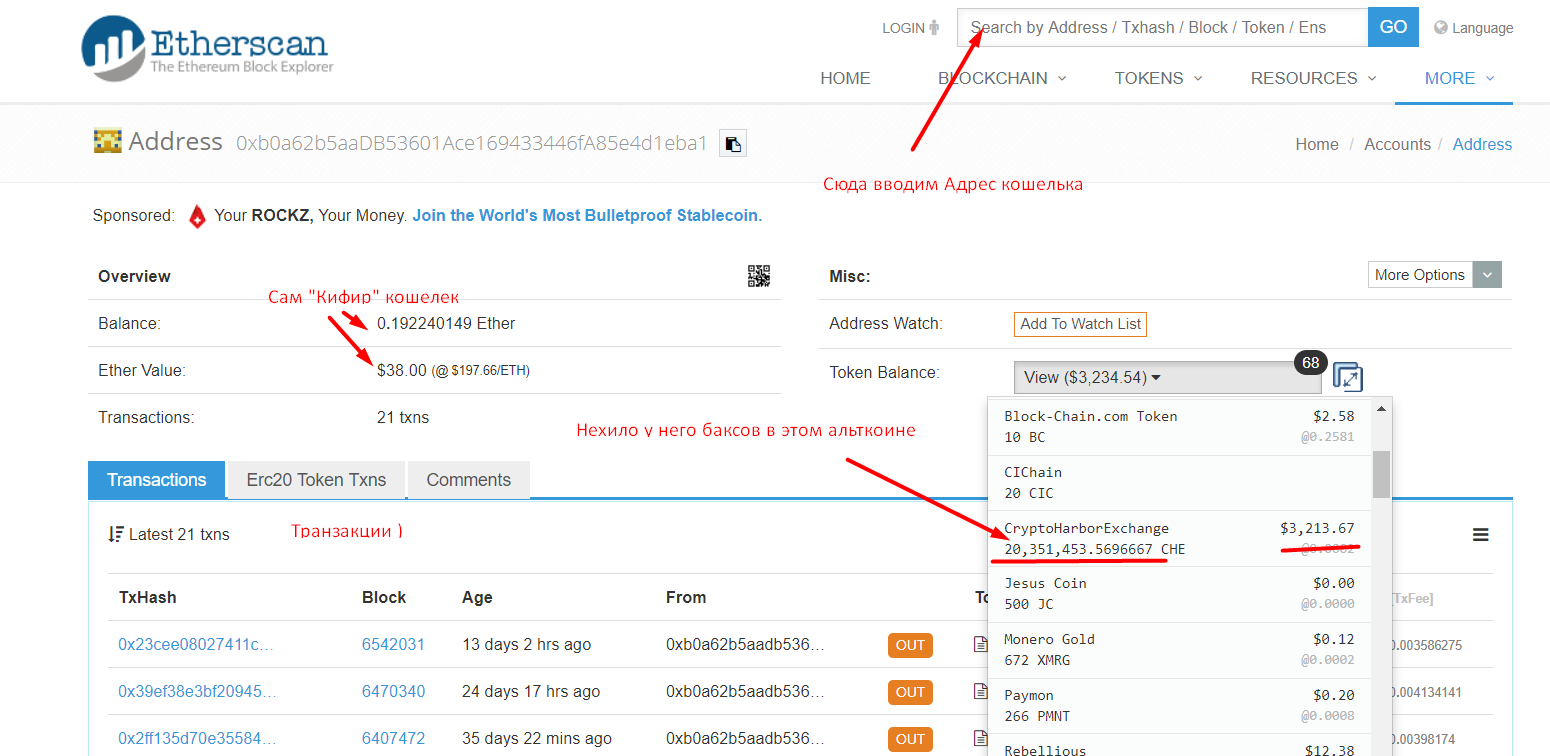 Etherscan
The Ethereum Block Explorer
LOGIN
Search by Address / Txhash / Block / Token / Ens
GO
Language
HOME
BLOCKCHAIN
TOKENS
RESOURCES
MORE
Address 0xb0a62b5aaDB53601Ace169433446fA85e4d1eba1
Home / Accounts / Address
Сюда вводим Адрес кошелька
Sponsored: Your ROCKZ, Your Money. Join the World's Most Bulletproof Stablecoin.
Overview
Misc:
More Options
Сам "Кифир" кошелек
Balance: 0.192240149 Ether
Address Watch: Add To Watch List
Ether Value: $38.00 (@ $197.66/ETH)
Token Balance: View ($3,234.54)
68
Transactions: 21 txns
Нехило у него баксов в этом альткоине
Block-Chain.com Token $2.58
10 BC @0.2581
CIChain
20 CIC
CryptoHarborExchange $3,213.67
20,351,453.5696667 CHE @0.0002
Jesus Coin $0.00
500 JC @0.0000
Monero Gold $0.12
672 XMRG @0.0002
Paymon $0.20
266 PMNT @0.0008
Rebellious $12.38
Transactions
Erc20 Token Txns
Comments
Latest 21 txns
Транзакции )
TxHash Block Age From To [TxFee]
0x23cee08027411c… 6542031 13 days 2 hrs ago 0xb0a62b5aadb536… OUT 0.003586275
0x39ef38e3bf20945… 6470340 24 days 17 hrs ago 0xb0a62b5aadb536… OUT 0.004134141
0x2ff135d70e35584… 6407472 35 days 22 mins ago 0xb0a62b5aadb536… OUT 0.00398174